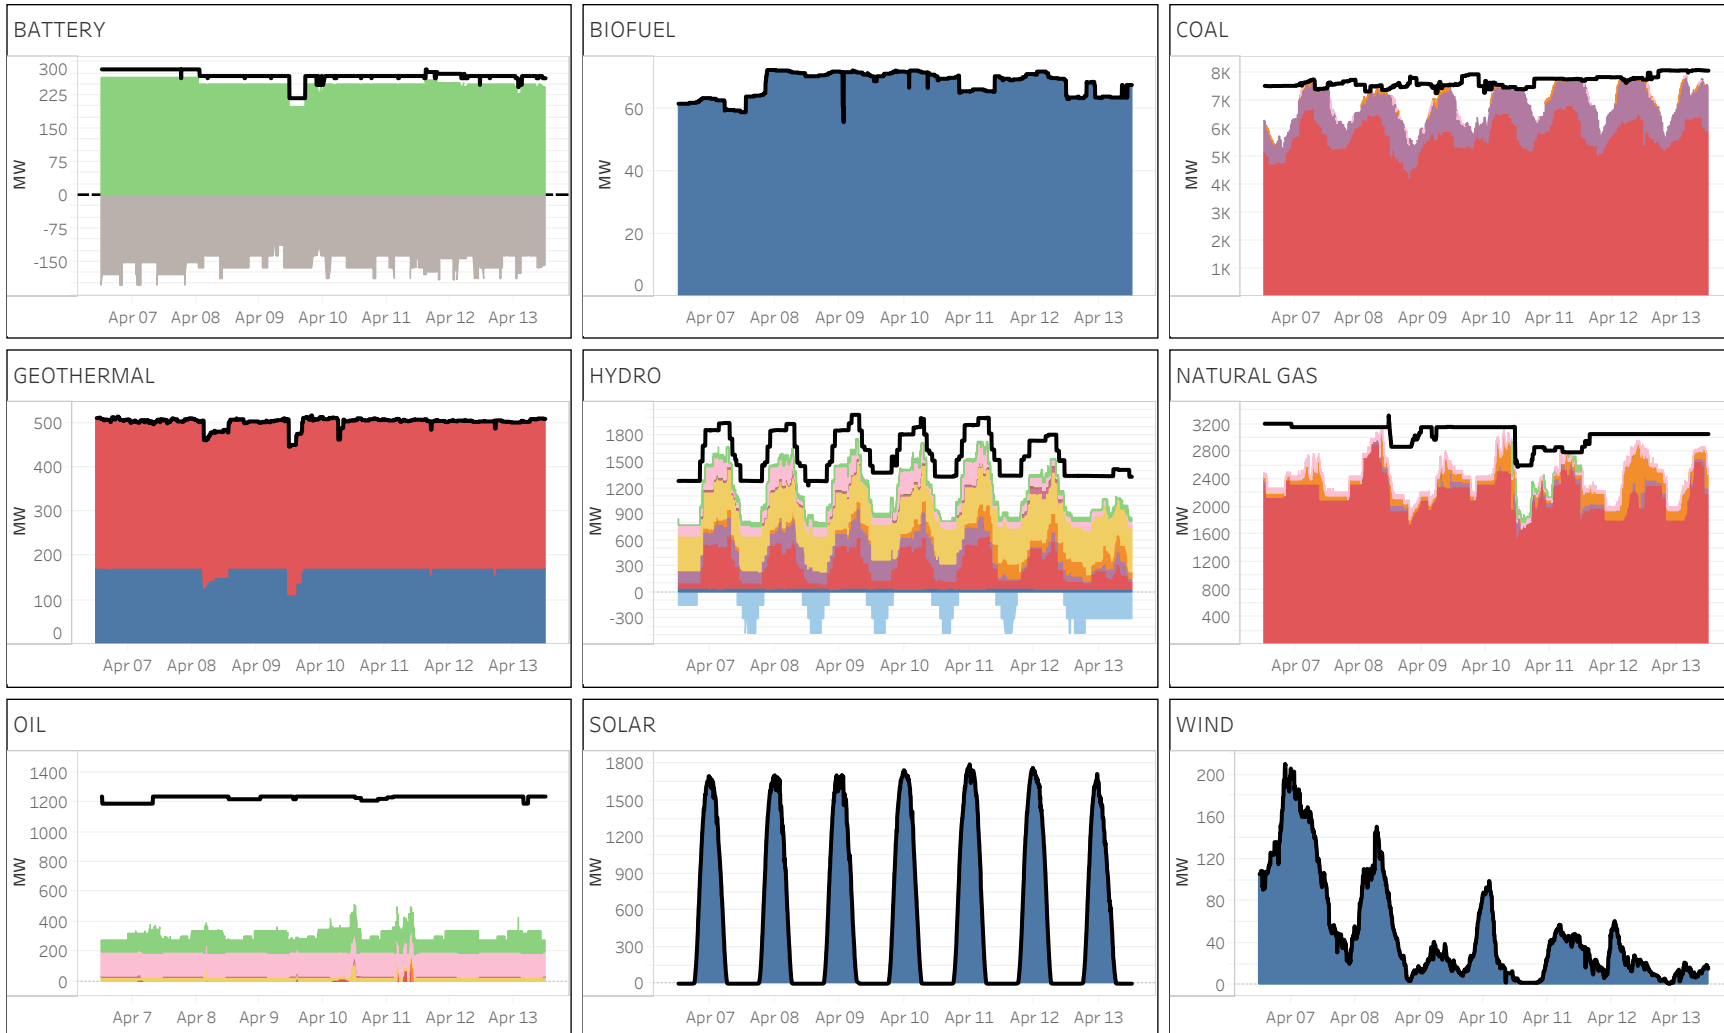 BATTERY
300
225
150
75
0
-75
-150
MW
Apr 07 Apr 08 Apr 09 Apr 10 Apr 11 Apr 12 Apr 13
BIOFUEL
60
40
20
0
MW
Apr 07 Apr 08 Apr 09 Apr 10 Apr 11 Apr 12 Apr 13
COAL
8K
7K
6K
5K
4K
3K
2K
1K
MW
Apr 07 Apr 08 Apr 09 Apr 10 Apr 11 Apr 12 Apr 13
GEOTHERMAL
500
400
300
200
100
0
MW
Apr 07 Apr 08 Apr 09 Apr 10 Apr 11 Apr 12 Apr 13
HYDRO
1800
1500
1200
900
600
300
0
-300
MW
Apr 07 Apr 08 Apr 09 Apr 10 Apr 11 Apr 12 Apr 13
NATURAL GAS
3200
2800
2400
2000
1600
1200
800
400
MW
Apr 07 Apr 08 Apr 09 Apr 10 Apr 11 Apr 12 Apr 13
OIL
1400
1200
1000
800
600
400
200
0
MW
Apr 7 Apr 8 Apr 9 Apr 10 Apr 11 Apr 12 Apr 13
SOLAR
1800
1500
1200
900
600
300
0
MW
Apr 07 Apr 08 Apr 09 Apr 10 Apr 11 Apr 12 Apr 13
WIND
200
160
120
80
40
0
MW
Apr 07 Apr 08 Apr 09 Apr 10 Apr 11 Apr 12 Apr 13